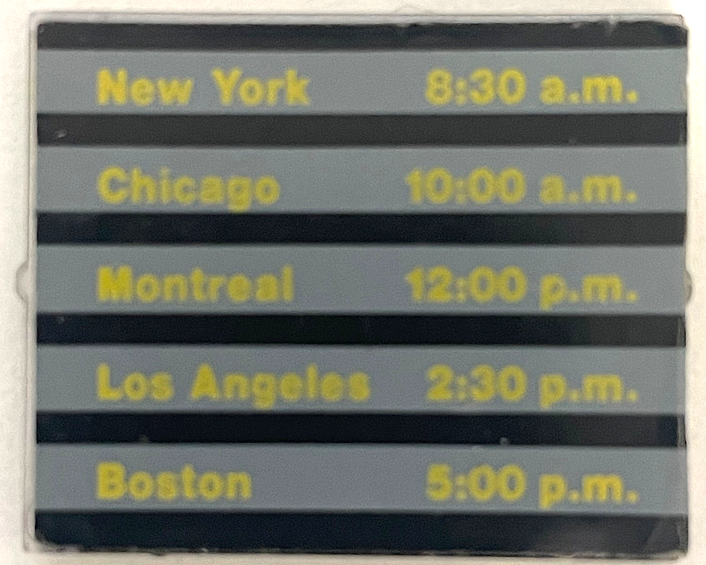 New York 8:30 a.m.
Chicago 10:00 a.m.
Montreal 12:00 p.m.
Los Angeles 2:30 p.m.
Boston 5:00 p.m.